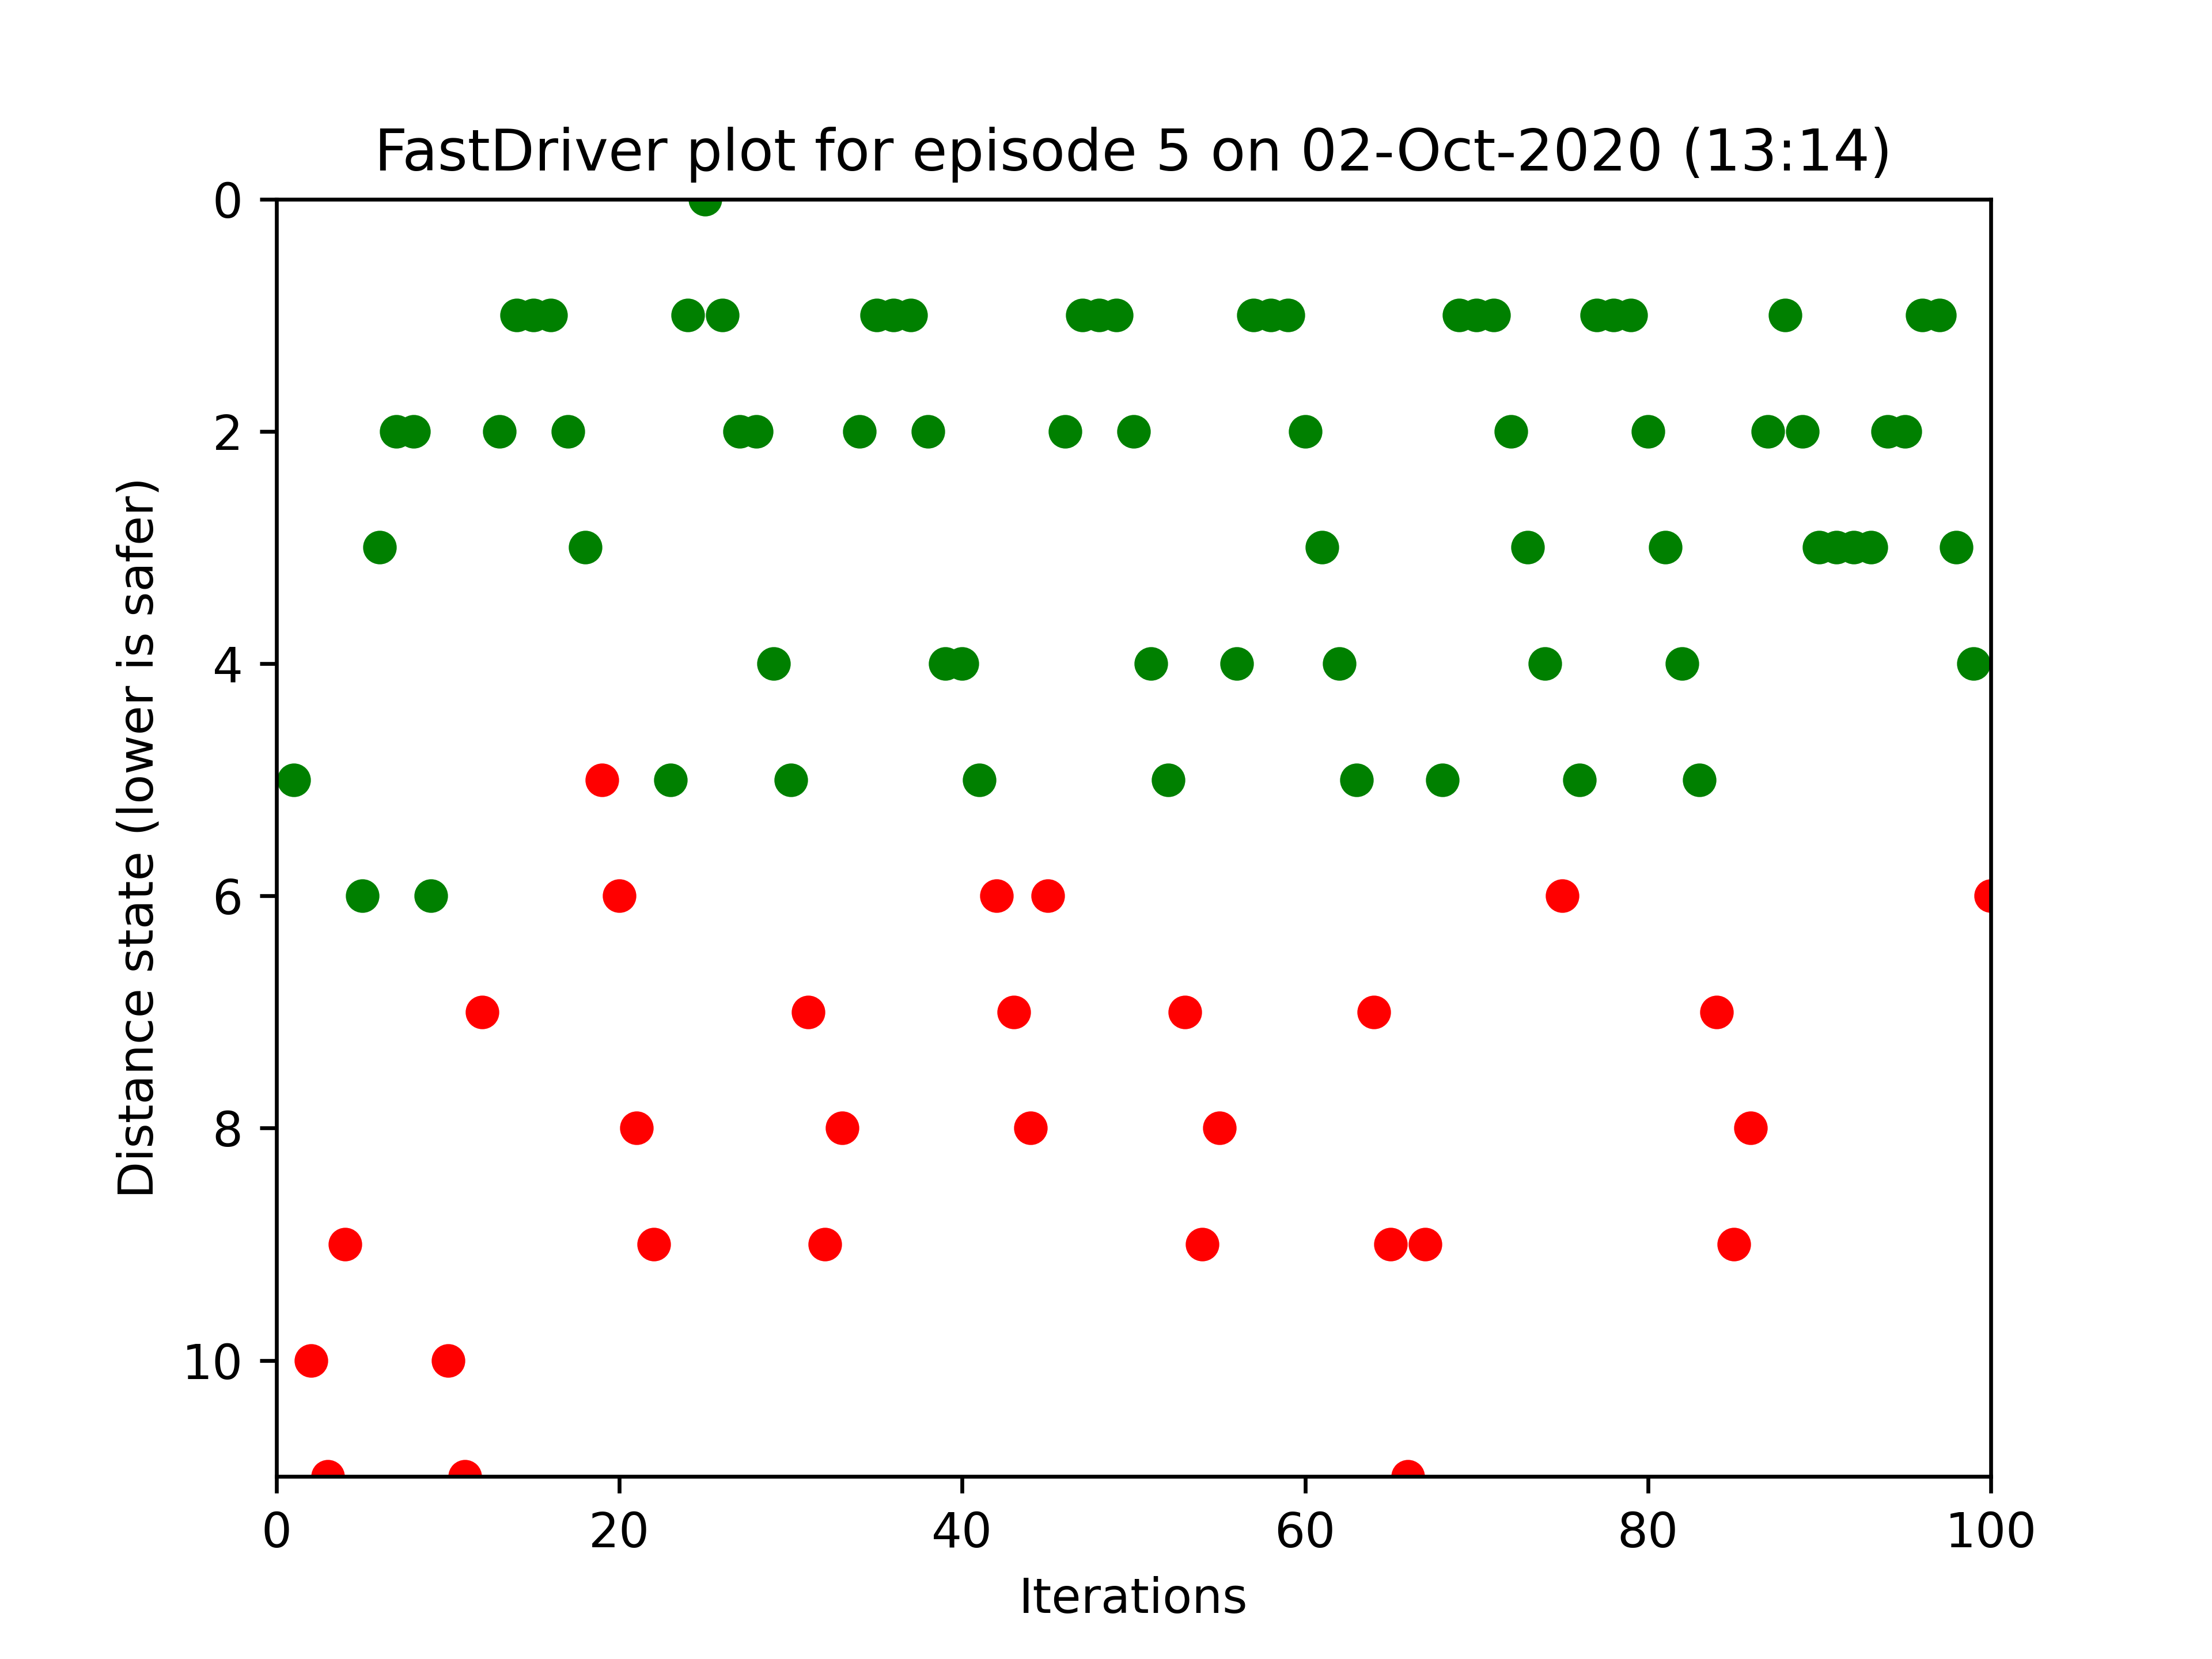 FastDriver plot for episode 5 on 02-Oct-2020 (13:14)
Distance state (lower is safer)
0
2
4
6
8
10
0 20 40 60 80 100
Iterations